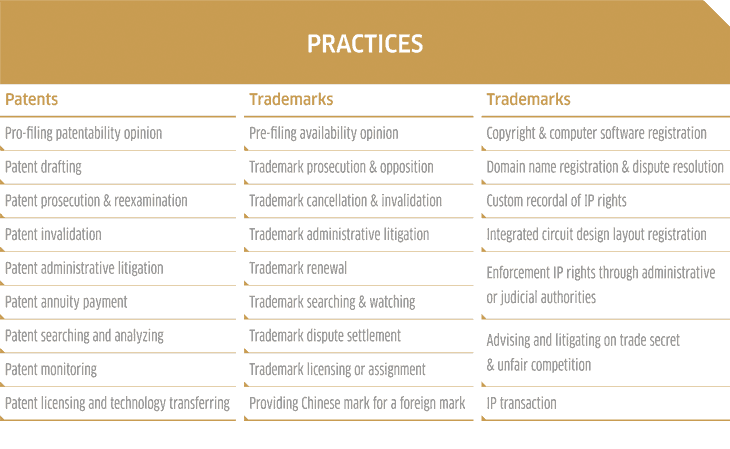 PRACTICES
Patents
Pro-filing patentability opinion
Patent drafting
Patent prosecution & reexamination
Patent invalidation
Patent administrative litigation
Patent annuity payment
Patent searching and analyzing
Patent monitoring
Patent licensing and technology transferring
Trademarks
Pre-filing availability opinion
Trademark prosecution & opposition
Trademark cancellation & invalidation
Trademark administrative litigation
Trademark renewal
Trademark searching & watching
Trademark dispute settlement
Trademark licensing or assignment
Providing Chinese mark for a foreign mark
Trademarks
Copyright & computer software registration
Domain name registration & dispute resolution
Custom recordal of IP rights
Integrated circuit design layout registration
Enforcement IP rights through administrative
or judicial authorities
Advising and litigating on trade secret
& unfair competition
IP transaction